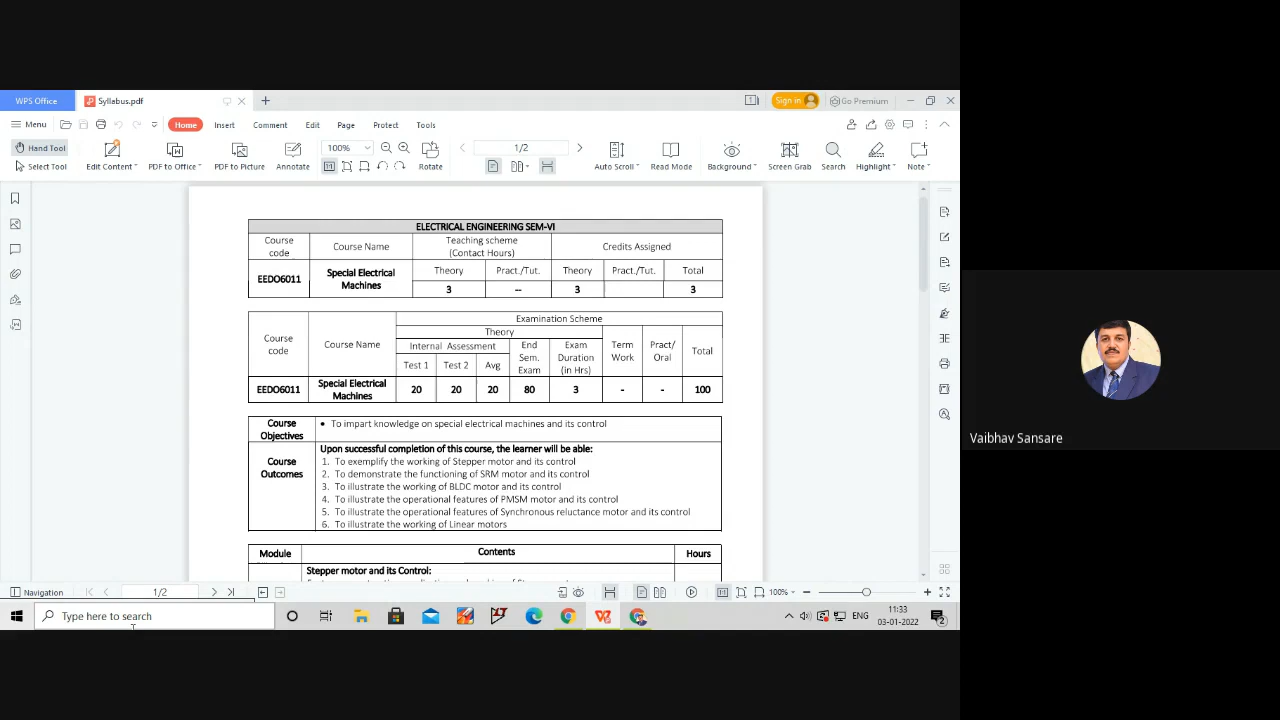 WPS Office
Syllabus.pdf
Sign in
Go Premium
Menu
Home
Insert
Comment
Edit
Page
Protect
Tools
Hand Tool
Select Tool
Edit Content
PDF to Office
PDF to Picture
Annotate
100%
Rotate
1/2
Auto Scroll
Read Mode
Background
Screen Grab
Search
Highlight
Note
ELECTRICAL ENGINEERING SEM-VI
Course code
Course Name
Teaching scheme (Contact Hours)
Credits Assigned
EEDO6011
Special Electrical Machines
Theory
Pract./Tut.
Theory
Pract./Tut.
Total
3
--
3
3
Course code
Course Name
Examination Scheme
Theory
Internal Assessment
End Sem. Exam
Exam Duration (in Hrs)
Term Work
Pract/ Oral
Total
Test 1
Test 2
Avg
EEDO6011
Special Electrical Machines
20
20
20
80
3
-
-
100
Course Objectives
• To impart knowledge on special electrical machines and its control
Course Outcomes
Upon successful completion of this course, the learner will be able:
1. To exemplify the working of Stepper motor and its control
2. To demonstrate the functioning of SRM motor and its control
3. To illustrate the working of BLDC motor and its control
4. To illustrate the operational features of PMSM motor and its control
5. To illustrate the operational features of Synchronous reluctance motor and its control
6. To illustrate the working of Linear motors
Module
Contents
Hours
Stepper motor and its Control:
Navigation
1/2
100%
Type here to search
ENG
11:33
03-01-2022
2
Vaibhav Sansare